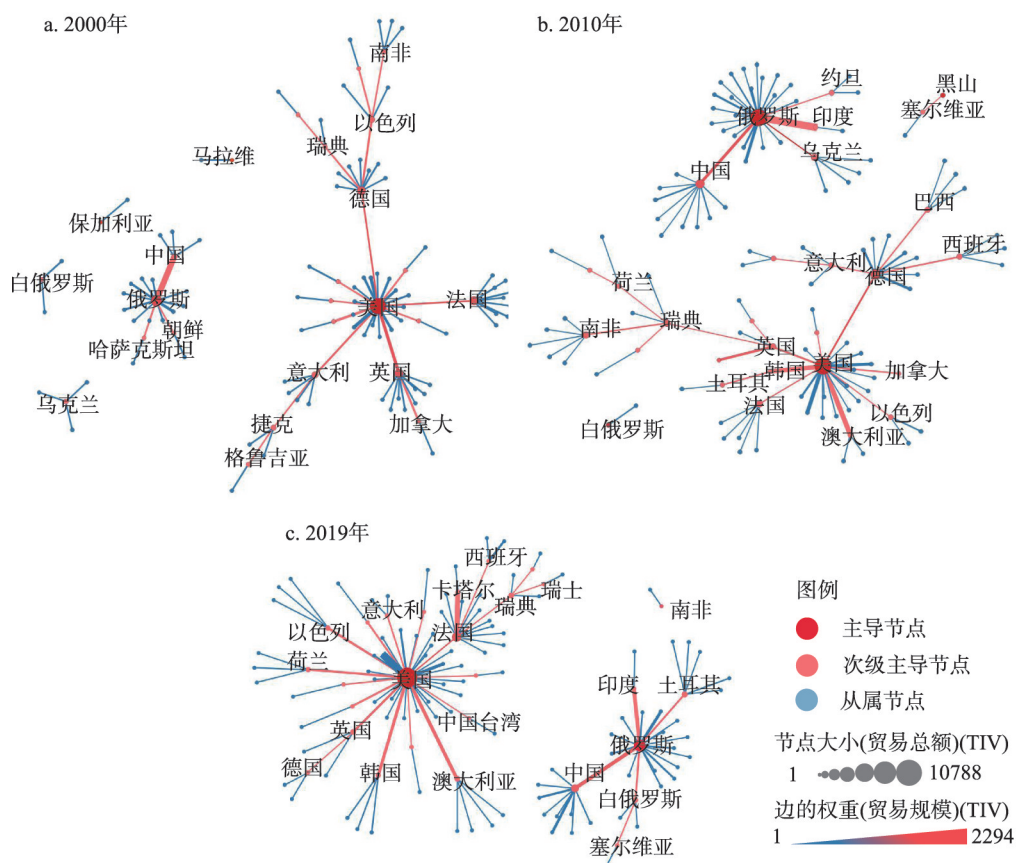 a. 2000年
南非
以色列
瑞典
马拉维
德国
保加利亚
中国
白俄罗斯
俄罗斯
朝鲜
哈萨克斯坦
乌克兰
美国
法国
意大利
英国
捷克
加拿大
格鲁吉亚
b. 2010年
约旦
黑山
俄罗斯
印度
塞尔维亚
乌克兰
中国
巴西
西班牙
意大利
德国
荷兰
南非
瑞典
英国
美国
韩国
加拿大
土耳其
法国
以色列
白俄罗斯
澳大利亚
c. 2019年
西班牙
卡塔尔
瑞士
意大利
瑞典
以色列
法国
荷兰
美国
中国台湾
英国
德国
韩国
澳大利亚
南非
印度
土耳其
俄罗斯
中国
白俄罗斯
塞尔维亚
图例
主导节点
次级主导节点
从属节点
节点大小(贸易总额)(TIV)
1 10788
边的权重(贸易规模)(TIV)
1 2294